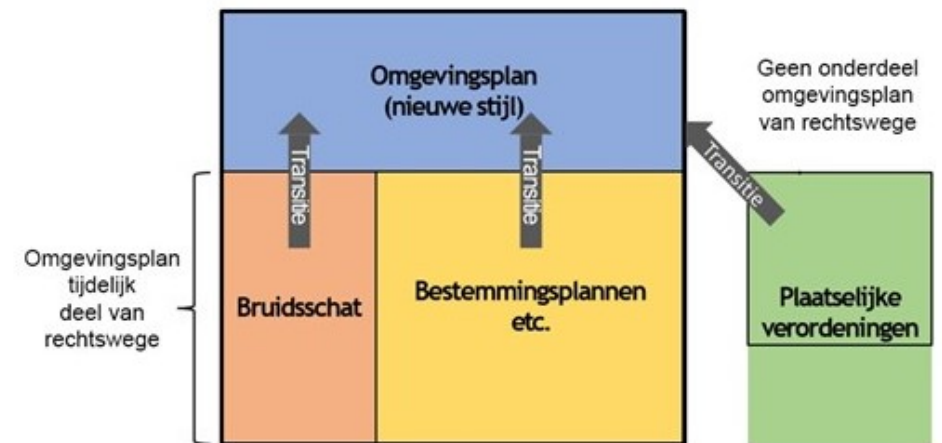 Omgevingsplan
(nieuwe stijl)
Geen onderdeel
omgevingsplan
van rechtswege
Transitie
Transitie
Transitie
Omgevingsplan
tijdelijk
deel van
rechtswege
Bruidsschat
Bestemmingsplannen
etc.
Plaatselijke
verordeningen